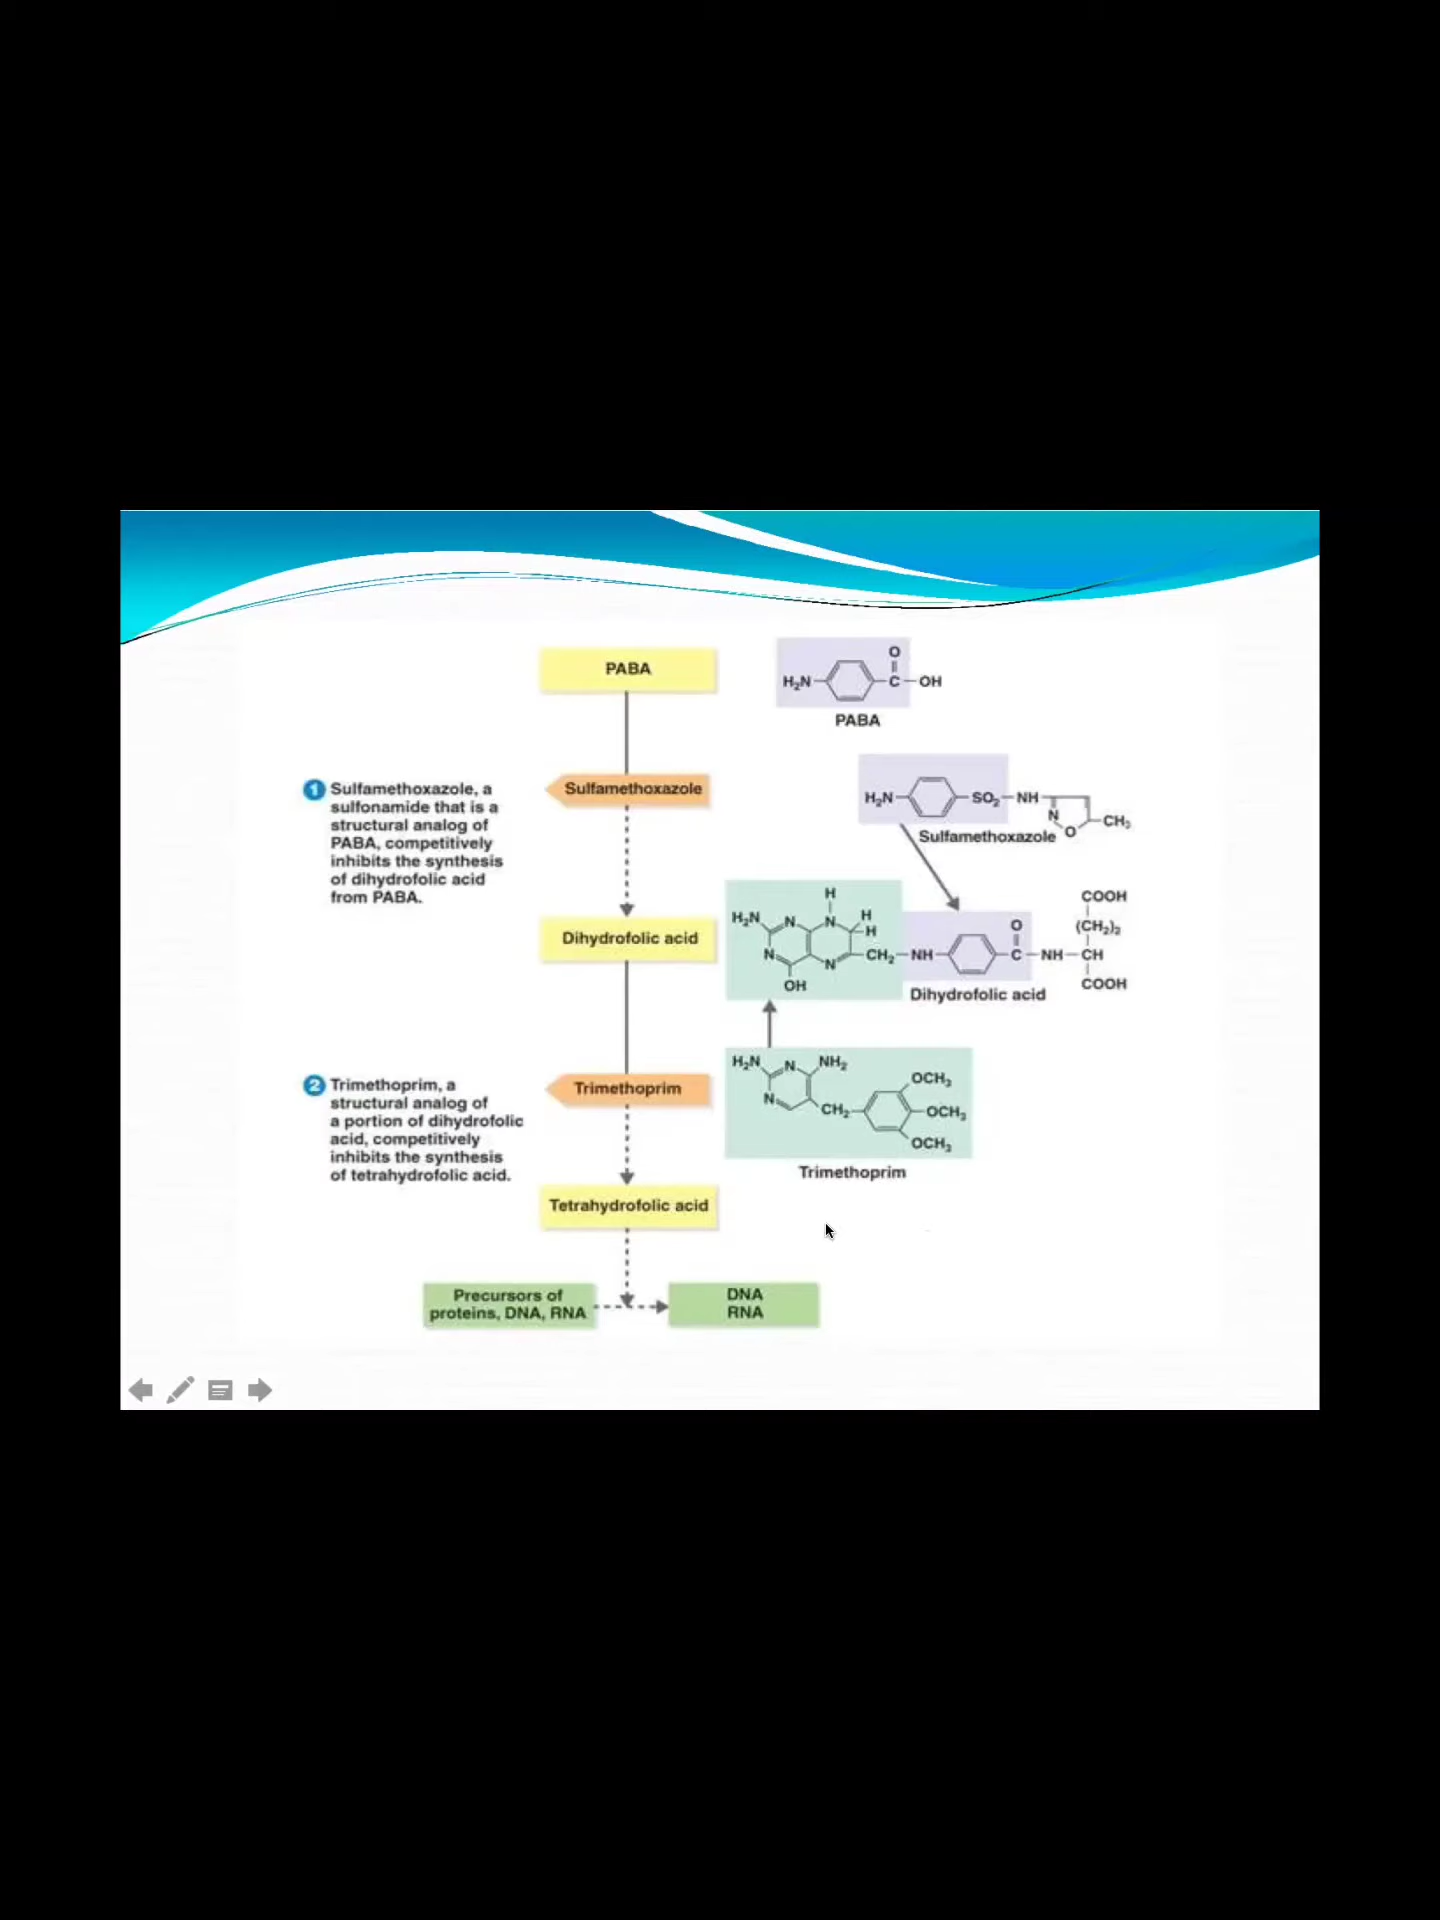 PABA
H₂N
O
C
OH
PABA
1 Sulfamethoxazole, a
sulfonamide that is a
structural analog of
PABA, competitively
inhibits the synthesis
of dihydrofolic acid
from PABA.
Sulfamethoxazole
H₂N
SO₂
NH
N
O
CH₃
Sulfamethoxazole
Dihydrofolic acid
H
H₂N
N
N
H
H
N
N
CH₂
NH
O
C
NH
CH
OH
COOH
(CH₂)₂
COOH
Dihydrofolic acid
2 Trimethoprim, a
structural analog of
a portion of dihydrofolic
acid, competitively
inhibits the synthesis
of tetrahydrofolic acid.
Trimethoprim
H₂N
N
NH₂
N
CH₂
OCH₃
OCH₃
OCH₃
Trimethoprim
Tetrahydrofolic acid
Precursors of
proteins, DNA, RNA
DNA
RNA